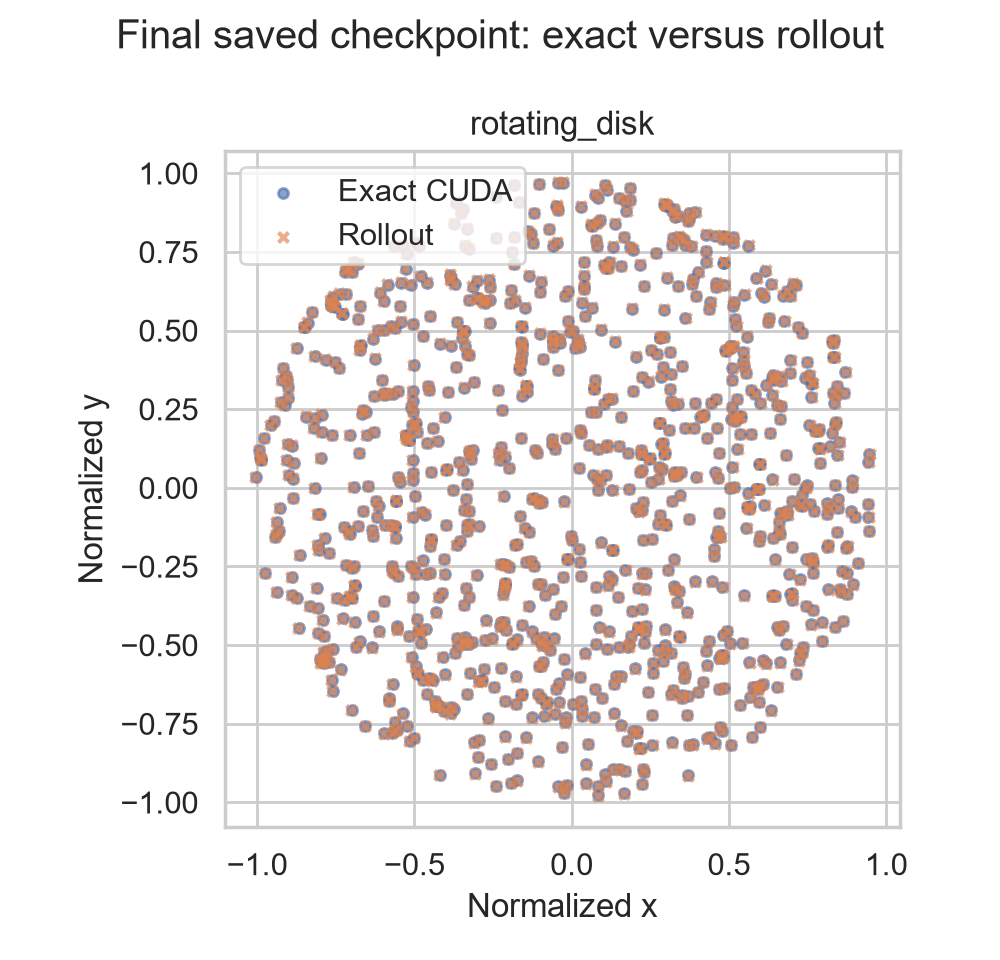 Final saved checkpoint: exact versus rollout
rotating_disk
Exact CUDA
Rollout
1.00
0.75
0.50
0.25
0.00
−0.25
−0.50
−0.75
−1.00
Normalized y
−1.0 −0.5 0.0 0.5 1.0
Normalized x